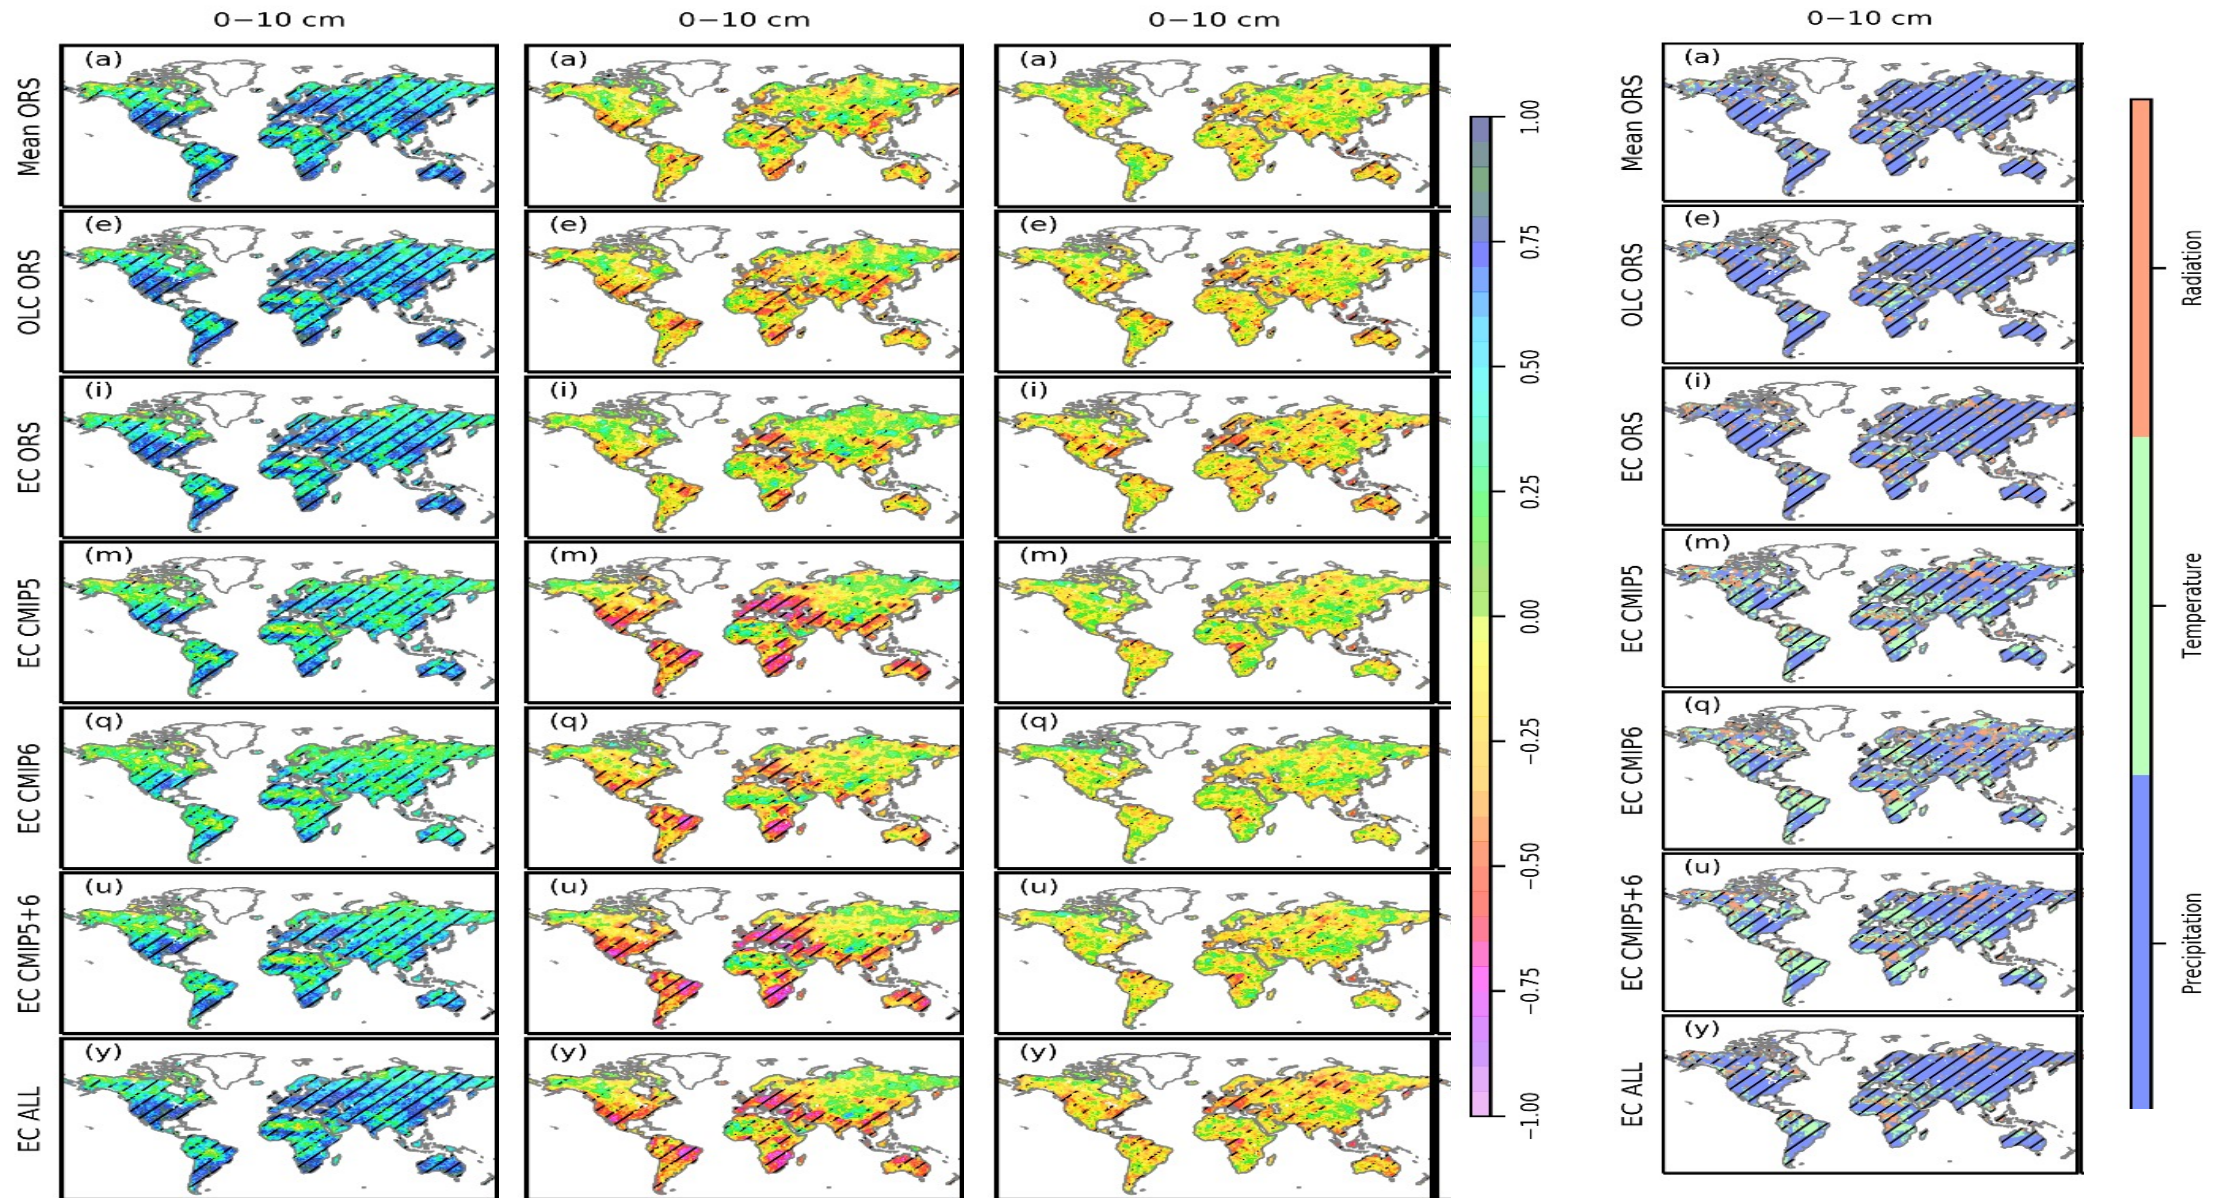 0−10 cm 0−10 cm 0−10 cm 0−10 cm
Mean ORS (a) (a) (a) Mean ORS (a)
OLC ORS (e) (e) (e) OLC ORS (e)
EC ORS (i) (i) (i) EC ORS (i)
EC CMIP5 (m) (m) (m) EC CMIP5 (m)
EC CMIP6 (q) (q) (q) EC CMIP6 (q)
EC CMIP5+6 (u) (u) (u) EC CMIP5+6 (u)
EC ALL (y) (y) (y) EC ALL (y)
1.00
0.75
0.50
0.25
0.00
−0.25
−0.50
−0.75
−1.00
Radiation
Temperature
Precipitation